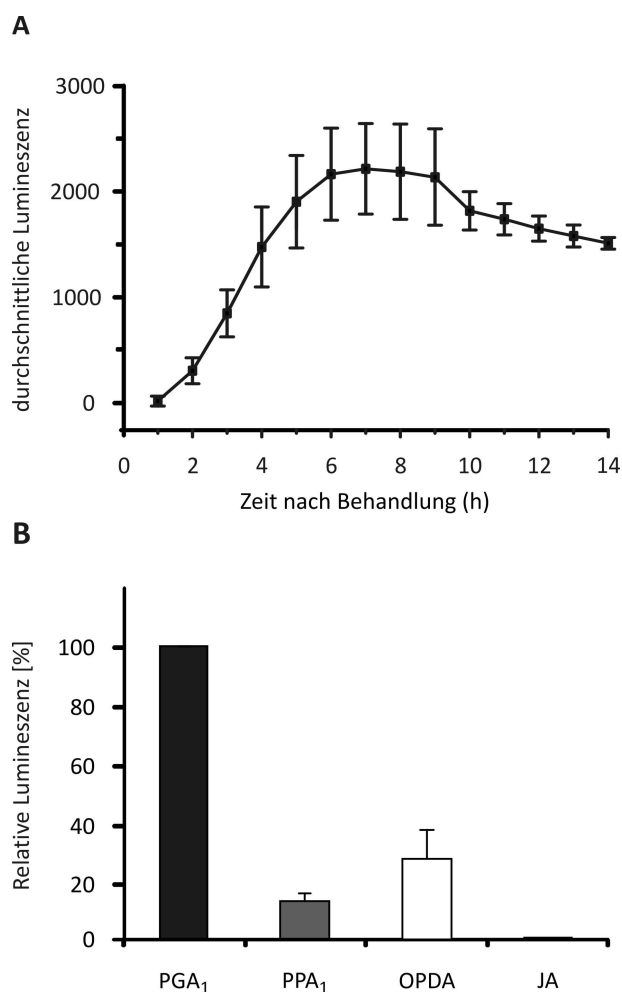 A
durchschnittliche Lumineszenz
3000
2000
1000
0
0 2 4 6 8 10 12 14
Zeit nach Behandlung (h)
B
Relative Lumineszenz [%]
100
80
60
40
20
0
PGA₁ PPA₁ OPDA JA